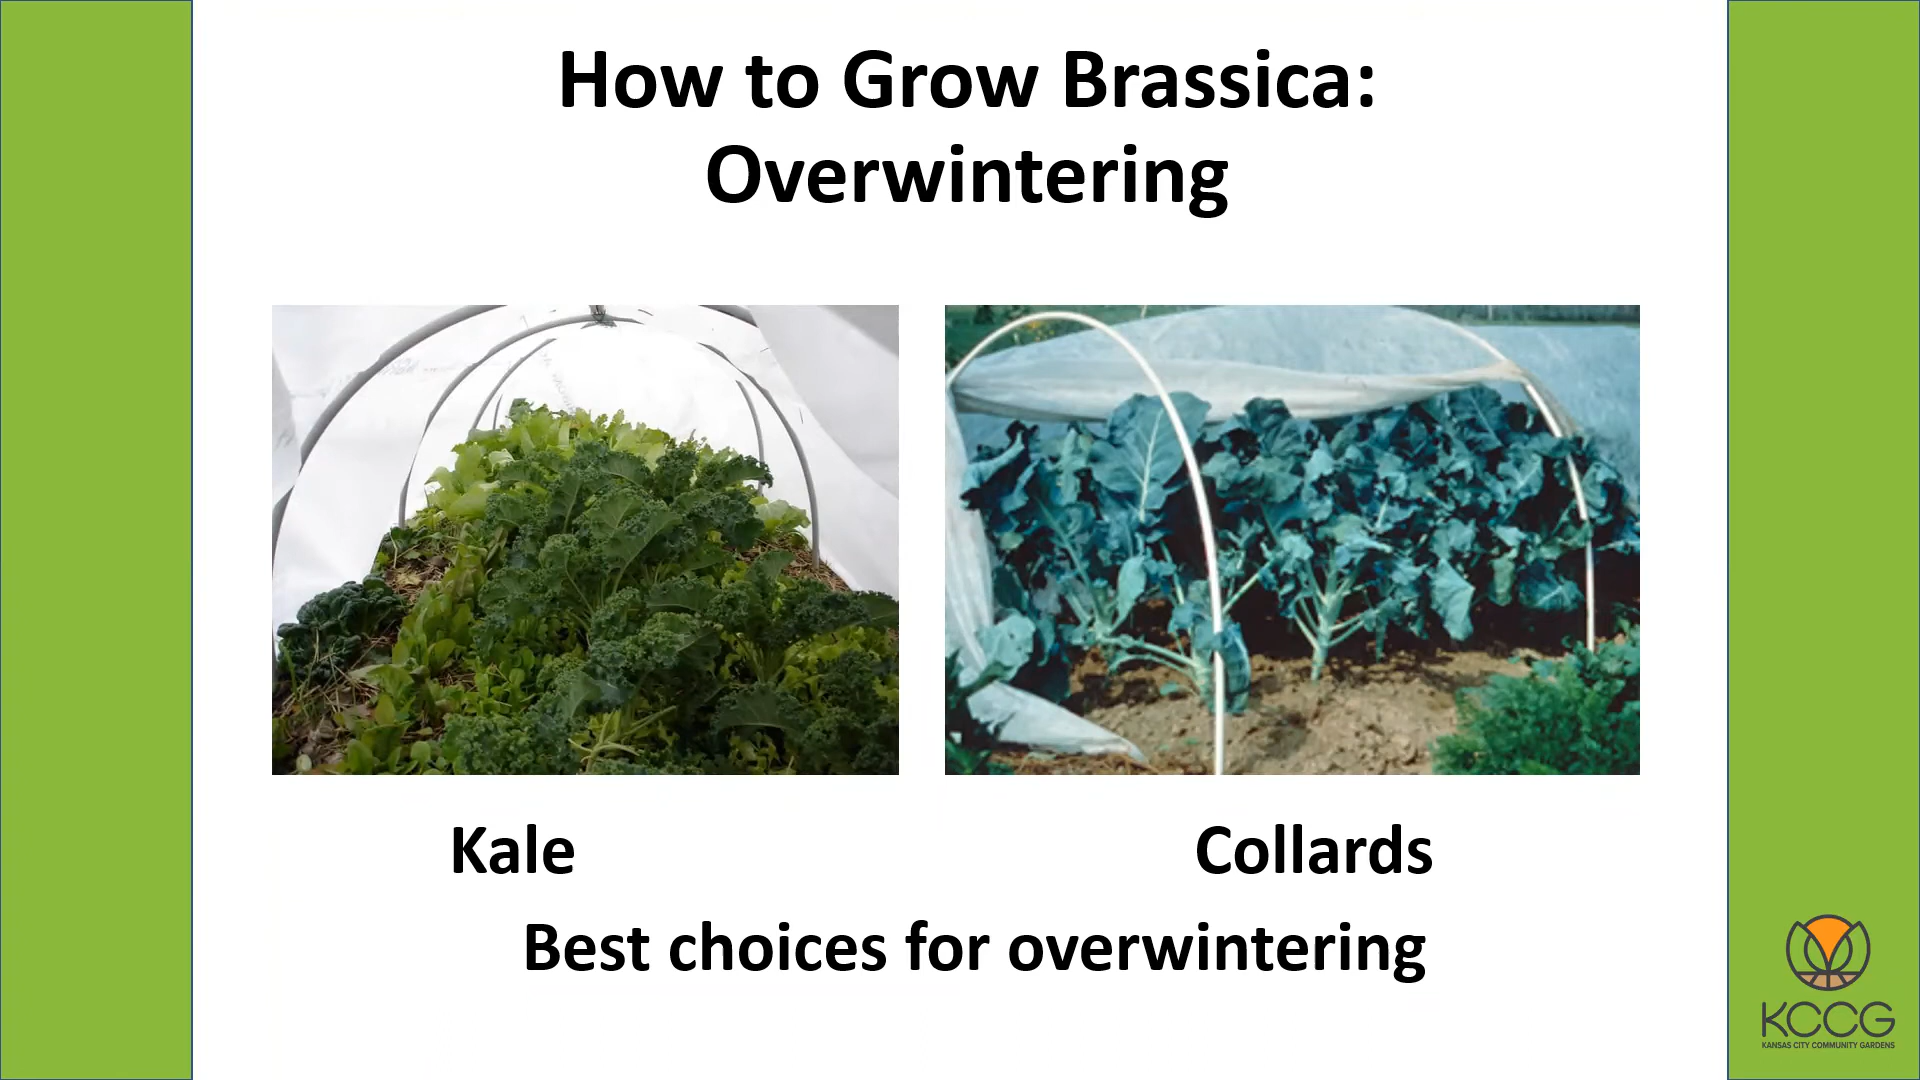 How to Grow Brassica:
Overwintering
Kale
Collards
Best choices for overwintering
KCCG
KANSAS CITY COMMUNITY GARDENS